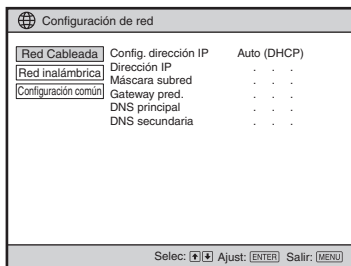 Configuración de red
Red Cableada
Red inalámbrica
Configuración común
Config. dirección IP Auto (DHCP)
Dirección IP . . .
Máscara subred . . .
Gateway pred. . . .
DNS principal . . .
DNS secundaria . . .
Selec: Ajust: ENTER Salir: MENU